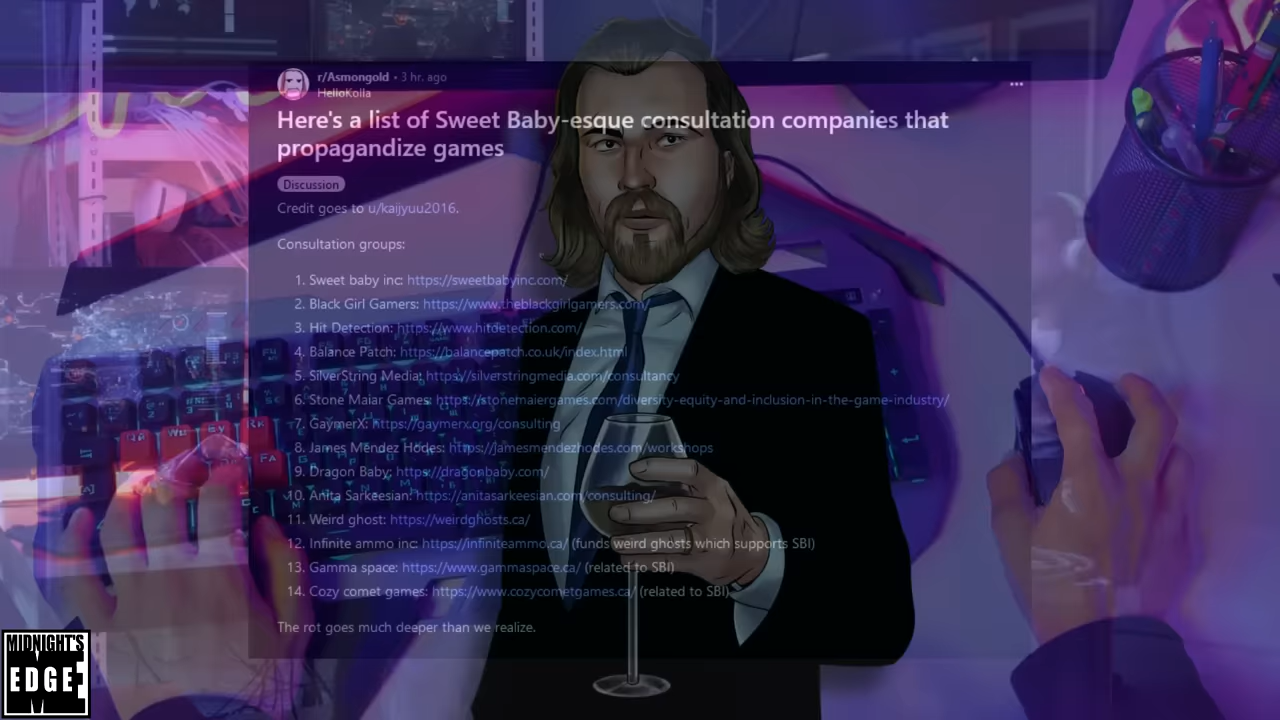 r/Asmongold • 3 hr. ago
HelloKolla
Here's a list of Sweet Baby-esque consultation companies that
propagandize games
Discussion
Credit goes to u/kaijyuu2016.
Consultation groups:
1. Sweet baby inc: https://sweetbabyinc.com/
2. Black Girl Gamers: https://www.theblackgirlgamers.com/
3. Hit Detection: https://www.hitdetection.com/
4. Balance Patch: https://balancepatch.co.uk/index.html
5. SilverString Media: https://silverstringmedia.com/consultancy
6. Stone Maiar Games: https://stonemaiergames.com/diversity-equity-and-inclusion-in-the-game-industry/
7. GaymerX: https://gaymerx.org/consulting
8. James Mendez Hodes: https://jamesmendezhodes.com/workshops
9. Dragon Baby: https://dragonbaby.com/
10. Anita Sarkeesian: https://anitasarkeesian.com/consulting/
11. Weird ghost: https://weirdghosts.ca/
12. Infinite ammo inc: https://infiniteammo.ca/ (funds weird ghosts which supports SBI)
13. Gamma space: https://www.gammaspace.ca/ (related to SBI)
14. Cozy comet games: https://www.cozycometgames.ca/ (related to SBI)
The rot goes much deeper than we realize.
MIDNIGHT'S
EDGE